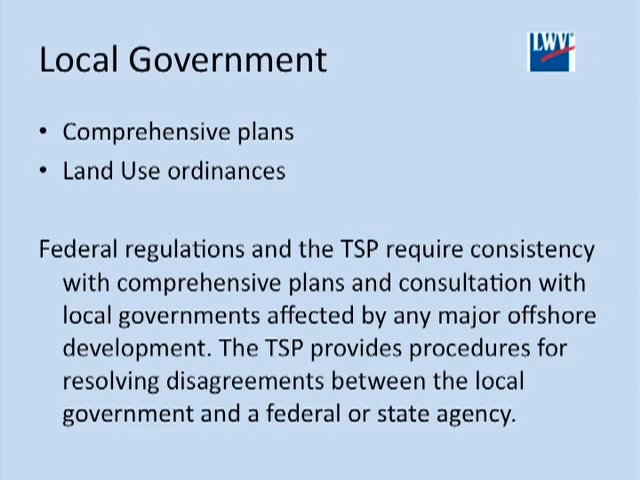 Local Government
LWV
• Comprehensive plans
• Land Use ordinances
Federal regulations and the TSP require consistency
with comprehensive plans and consultation with
local governments affected by any major offshore
development. The TSP provides procedures for
resolving disagreements between the local
government and a federal or state agency.